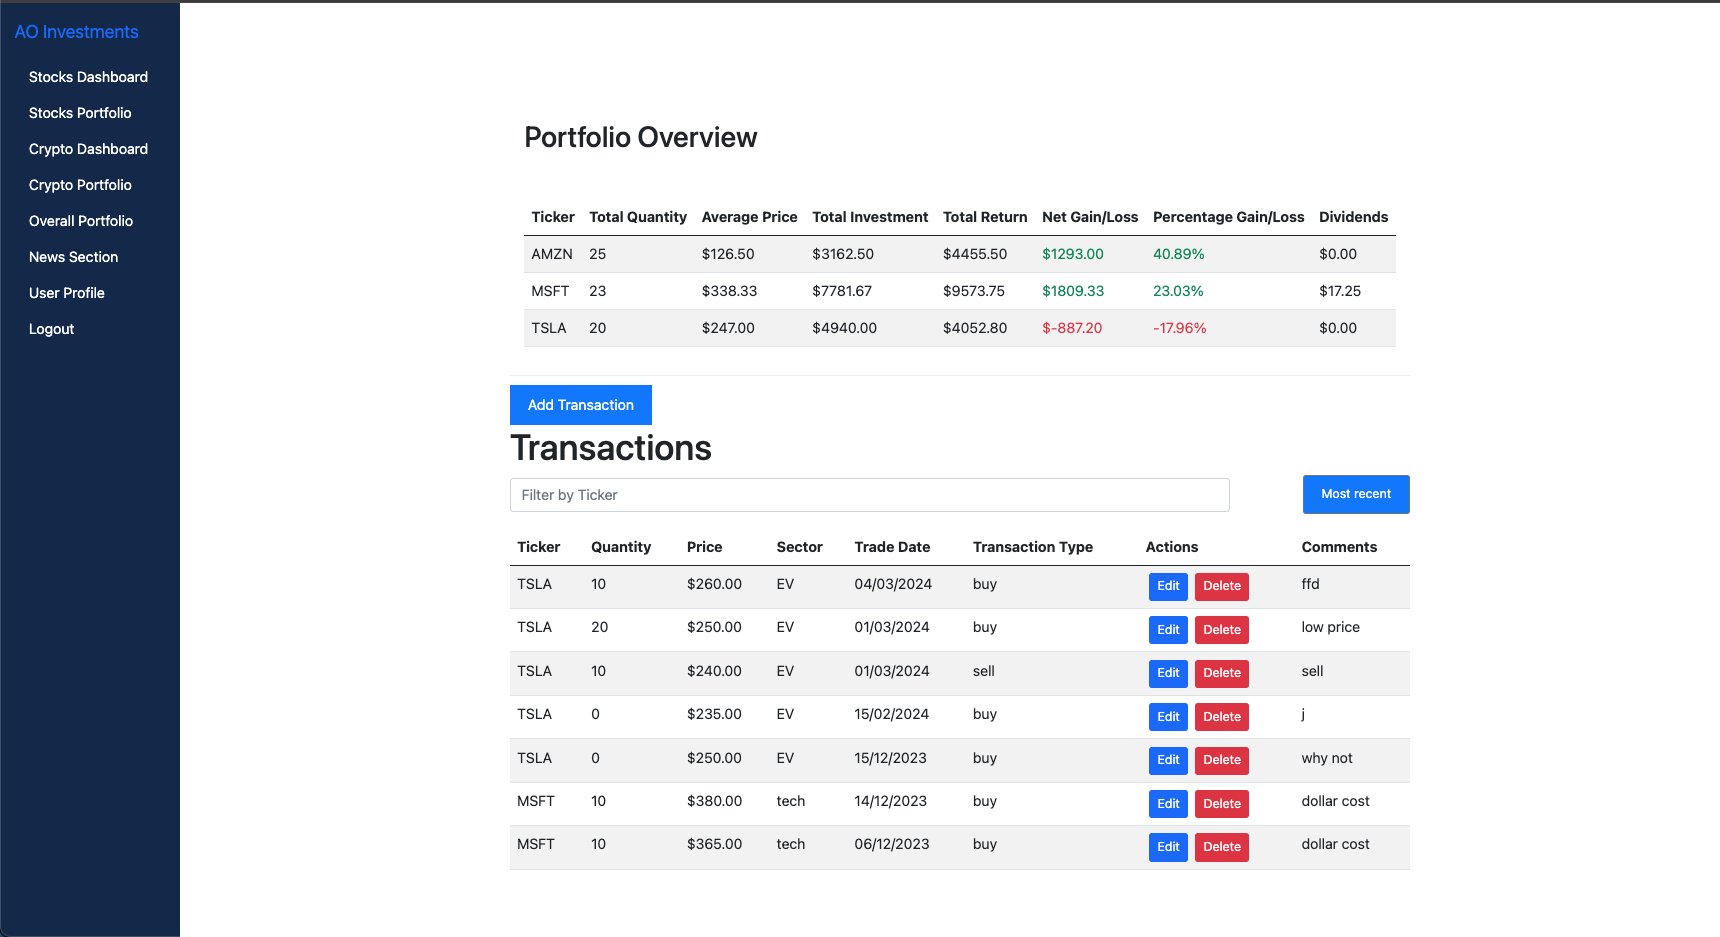 AO Investments
Stocks Dashboard
Stocks Portfolio
Crypto Dashboard
Crypto Portfolio
Overall Portfolio
News Section
User Profile
Logout
Portfolio Overview
Ticker Total Quantity Average Price Total Investment Total Return Net Gain/Loss Percentage Gain/Loss Dividends
AMZN 25 $126.50 $3162.50 $4455.50 $1293.00 40.89% $0.00
MSFT 23 $338.33 $7781.67 $9573.75 $1809.33 23.03% $17.25
TSLA 20 $247.00 $4940.00 $4052.80 $-887.20 -17.96% $0.00
Add Transaction
Transactions
Filter by Ticker Most recent
Ticker Quantity Price Sector Trade Date Transaction Type Actions Comments
TSLA 10 $260.00 EV 04/03/2024 buy Edit Delete ffd
TSLA 20 $250.00 EV 01/03/2024 buy Edit Delete low price
TSLA 10 $240.00 EV 01/03/2024 sell Edit Delete sell
TSLA 0 $235.00 EV 15/02/2024 buy Edit Delete j
TSLA 0 $250.00 EV 15/12/2023 buy Edit Delete why not
MSFT 10 $380.00 tech 14/12/2023 buy Edit Delete dollar cost
MSFT 10 $365.00 tech 06/12/2023 buy Edit Delete dollar cost